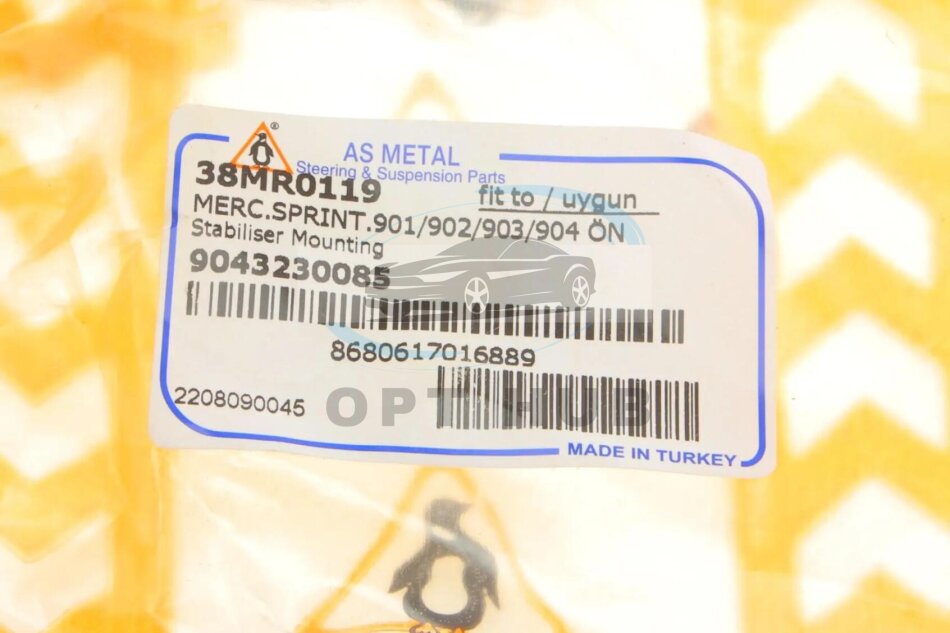 ®
AS METAL
Steering & Suspension Parts
38MR0119
fit to / uygun
MERC.SPRINT.901/902/903/904 ÖN
Stabiliser Mounting
9043230085
8680617016889
2208090045
OPTHUB
MADE IN TURKEY